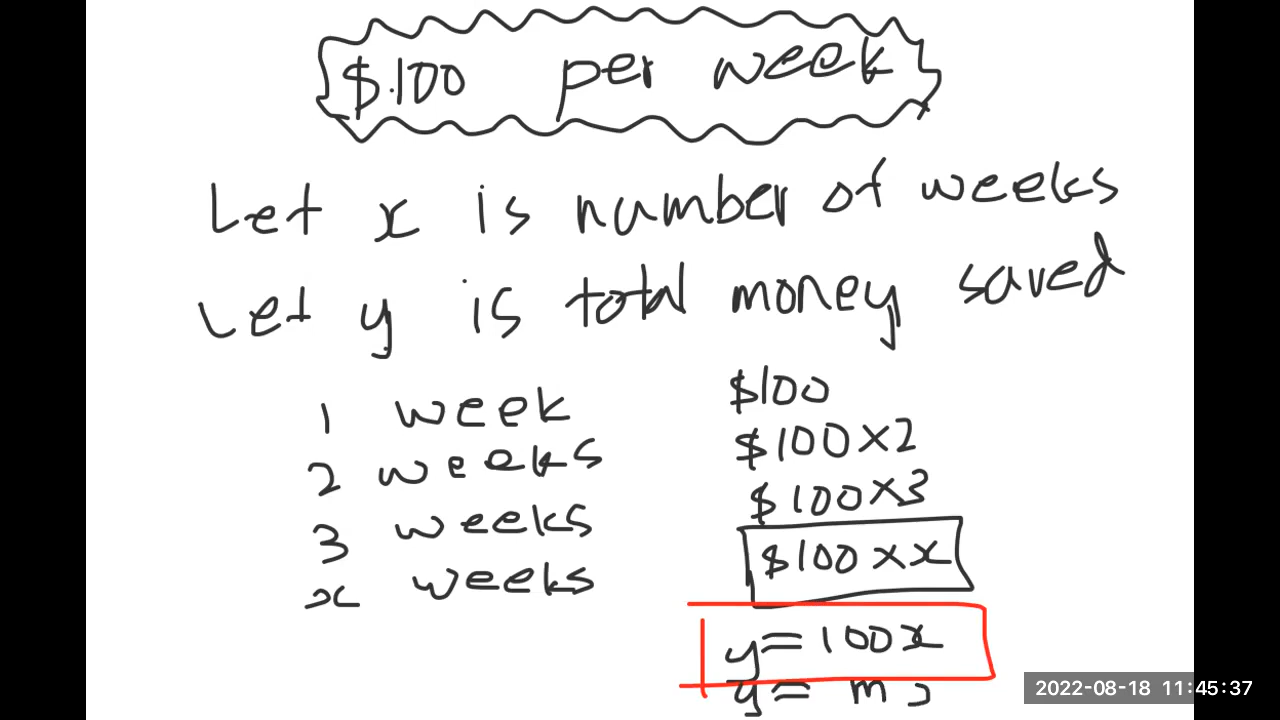 $100 per week
Let x is number of weeks
Let y is total money saved
1 week $100
2 weeks $100×2
3 weeks $100×3
x weeks $100×x
y=100x
y= m
2022-08-18 11:45:37